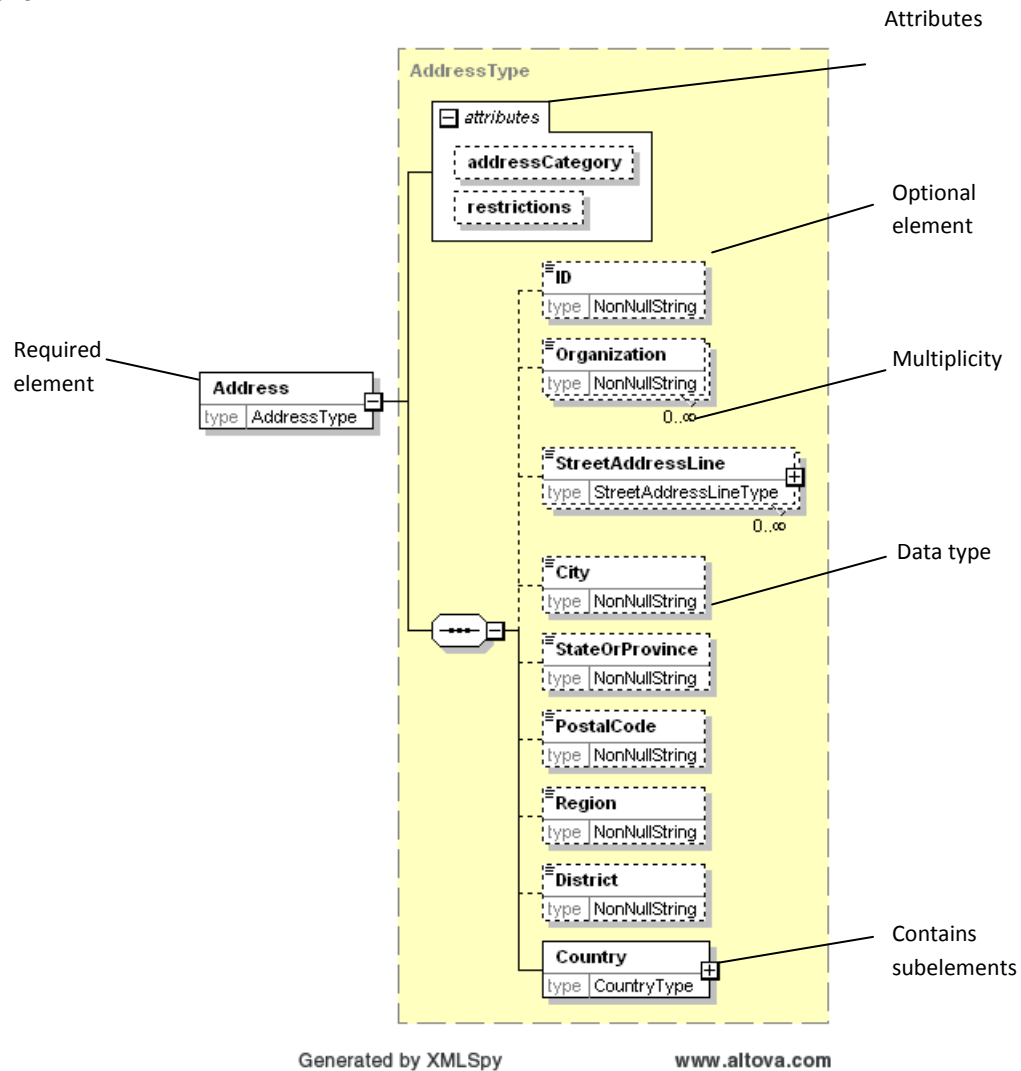 Attributes
AddressType
attributes
addressCategory
restrictions
Optional
element
ID
type NonNullString
Organization
type NonNullString
0..∞
Multiplicity
Required
element
Address
type AddressType
StreetAddressLine
type StreetAddressLineType
0..∞
Data type
City
type NonNullString
StateOrProvince
type NonNullString
PostalCode
type NonNullString
Region
type NonNullString
District
type NonNullString
Country
type CountryType
Contains
subelements
Generated by XMLSpy www.altova.com